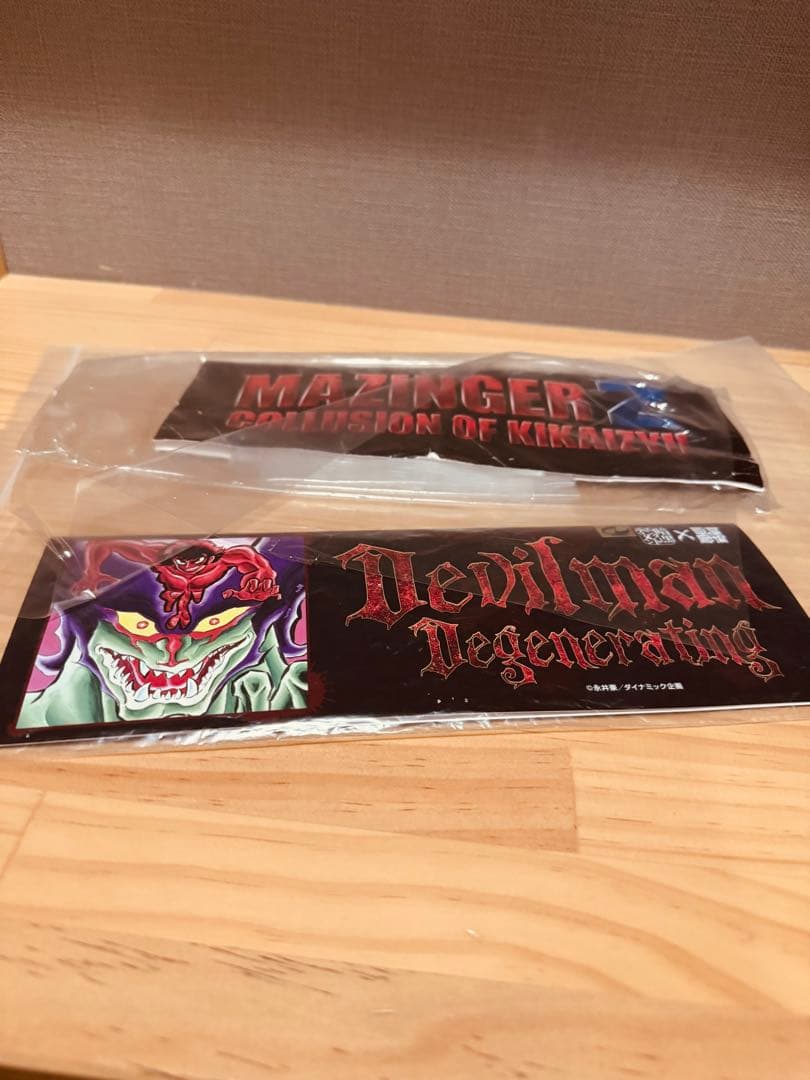 MAZINGER Z
COLLUSION OF KIKAIZYU
Devilman
Degenerating
©永井豪/ダイナミック企画